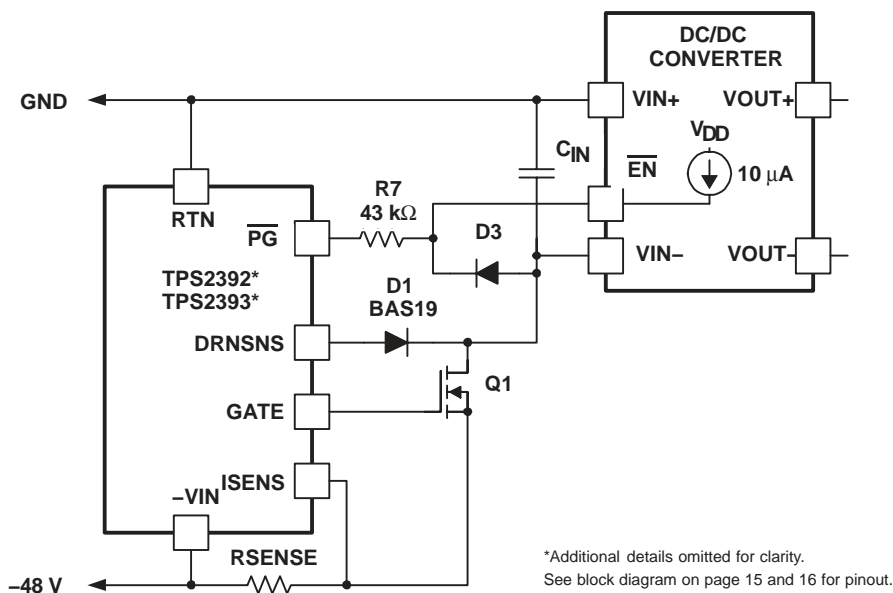 DC/DC
CONVERTER
GND
VIN+
VOUT+
VDD
CIN
EN
10 μA
R7
43 kΩ
RTN
PG
D3
VIN–
VOUT–
TPS2392*
TPS2393*
D1
BAS19
DRNSNS
Q1
GATE
ISENS
–VIN
RSENSE
–48 V
*Additional details omitted for clarity.
See block diagram on page 15 and 16 for pinout.